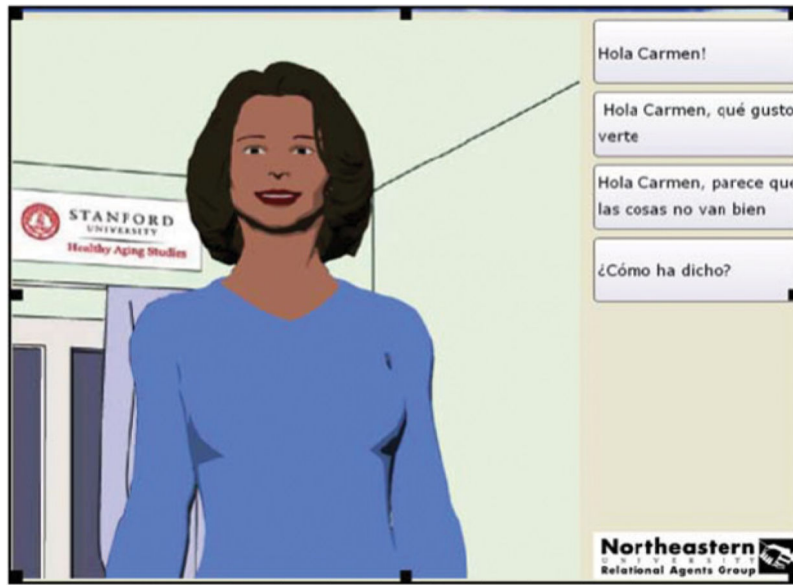 Hola Carmen!
Hola Carmen, qué gusto
verte
Hola Carmen, parece que
las cosas no van bien
¿Cómo ha dicho?
STANFORD
UNIVERSITY
Healthy Aging Studies
Northeastern
UNIVERSITY
Relational Agents Group